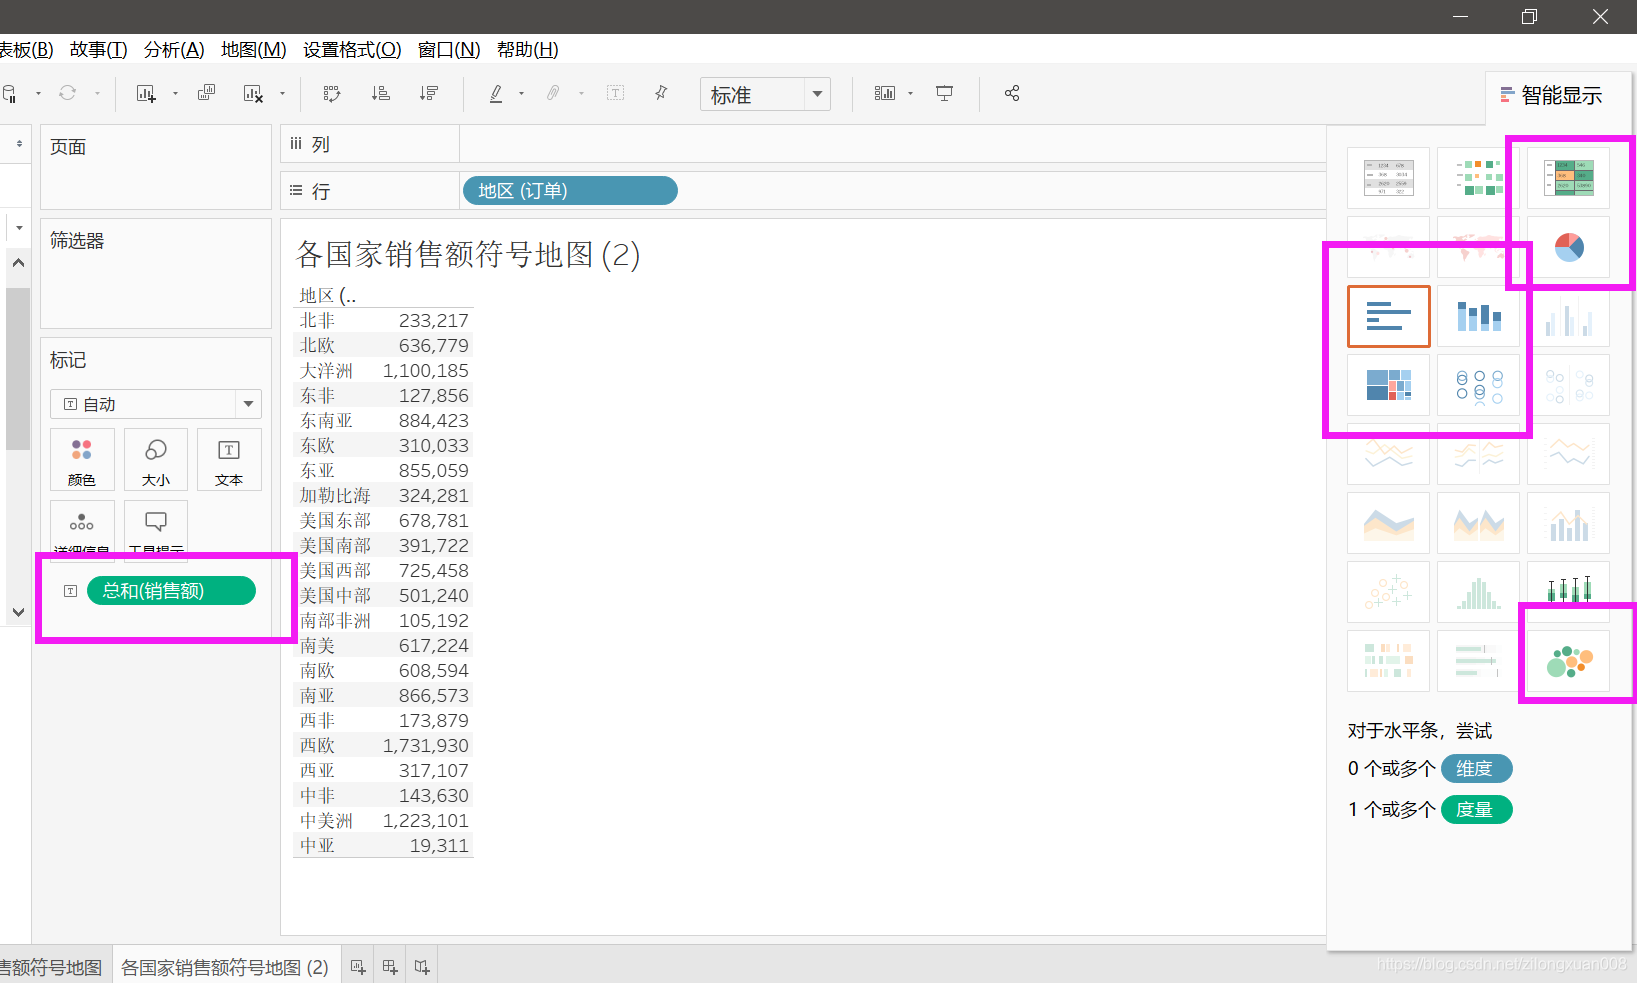 表板(B) 故事(T) 分析(A) 地图(M) 设置格式(O) 窗口(N) 帮助(H)
标准
智能显示
页面
iii 列
行 地区 (订单)
筛选器
各国家销售额符号地图 (2)
地区 (..
北非 233,217
北欧 636,779
大洋洲 1,100,185
东非 127,856
东南亚 884,423
东欧 310,033
东亚 855,059
加勒比海 324,281
美国东部 678,781
美国南部 391,722
美国西部 725,458
美国中部 501,240
南部非洲 105,192
南美 617,224
南欧 608,594
南亚 866,573
西非 173,879
西欧 1,731,930
西亚 317,107
中非 143,630
中美洲 1,223,101
中亚 19,311
标记
自动
颜色 大小 文本
详细信息 工具提示
总和(销售额)
对于水平条，尝试
0 个或多个 维度
1 个或多个 度量
售额符号地图 各国家销售额符号地图 (2)
https://blog.csdn.net/zilongxuan008